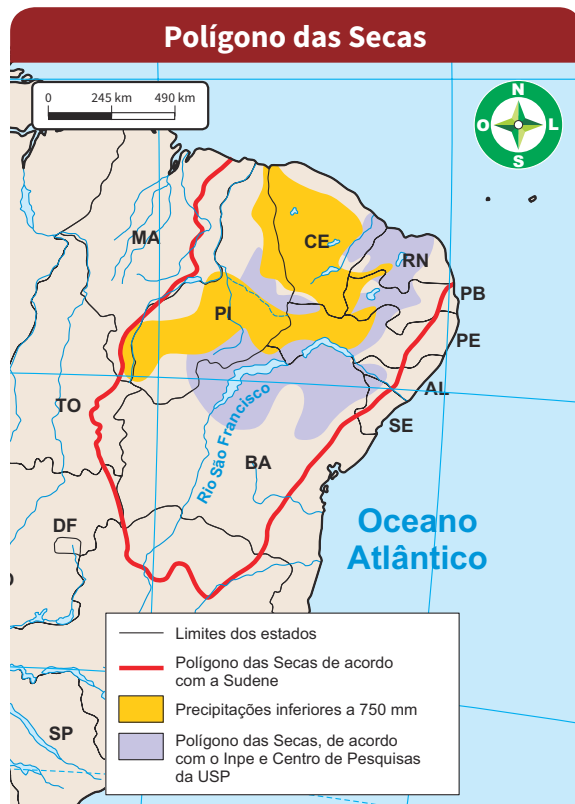 Polígono das Secas
0 245 km 490 km
N
O L
S
MA
CE
RN
PB
PI
PE
AL
TO
SE
Rio São Francisco
BA
DF
Oceano
Atlântico
SP
Limites dos estados
Polígono das Secas de acordo
com a Sudene
Precipitações inferiores a 750 mm
Polígono das Secas, de acordo
com o Inpe e Centro de Pesquisas
da USP